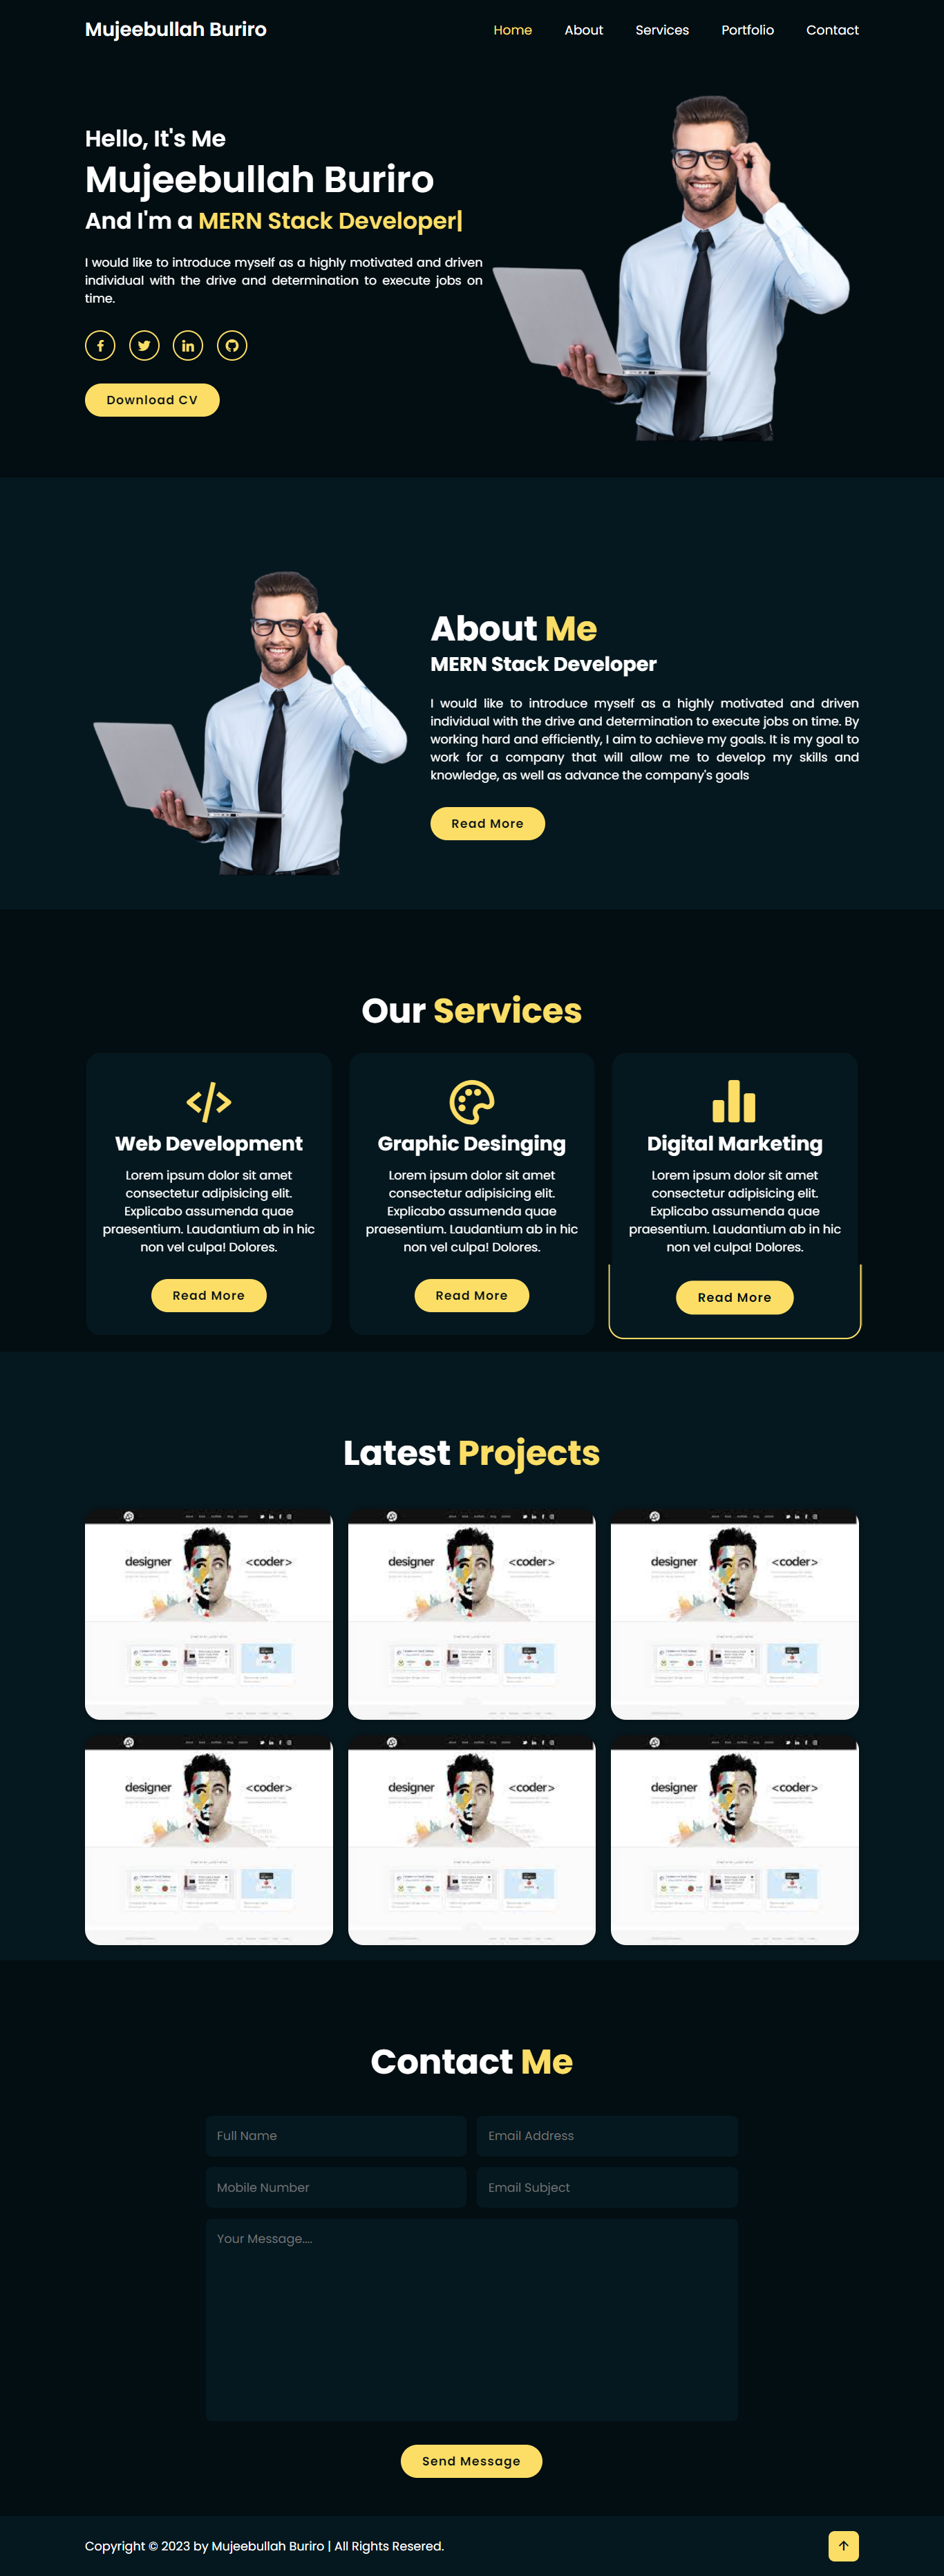 Mujeebullah Buriro
Home About Services Portfolio Contact
Hello, It's Me
Mujeebullah Buriro
And I'm a MERN Stack Developer|
I would like to introduce myself as a highly motivated and driven
individual with the drive and determination to execute jobs on
time.
Download CV
About Me
MERN Stack Developer
I would like to introduce myself as a highly motivated and driven
individual with the drive and determination to execute jobs on time. By
working hard and efficiently, I aim to achieve my goals. It is my goal to
work for a company that will allow me to develop my skills and
knowledge, as well as advance the company's goals
Read More
Our Services
Web Development
Lorem ipsum dolor sit amet
consectetur adipisicing elit.
Explicabo assumenda quae
praesentium. Laudantium ab in hic
non vel culpa! Dolores.
Read More
Graphic Desinging
Lorem ipsum dolor sit amet
consectetur adipisicing elit.
Explicabo assumenda quae
praesentium. Laudantium ab in hic
non vel culpa! Dolores.
Read More
Digital Marketing
Lorem ipsum dolor sit amet
consectetur adipisicing elit.
Explicabo assumenda quae
praesentium. Laudantium ab in hic
non vel culpa! Dolores.
Read More
Latest Projects
designer <coder>
designer <coder>
designer <coder>
designer <coder>
designer <coder>
designer <coder>
Contact Me
Full Name
Email Address
Mobile Number
Email Subject
Your Message....
Send Message
Copyright © 2023 by Mujeebullah Buriro | All Rights Resered.